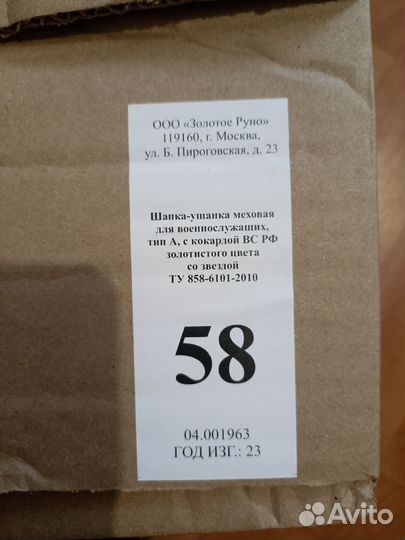 ООО «Золотое Руно»
119160, г. Москва,
ул. Б. Пироговская, д. 23
Шапка-ушанка меховая
для военнослужащих,
тип А, с кокардой ВС РФ
золотистого цвета
со звездой
ТУ 858-6101-2010
58
04.001963
ГОД ИЗГ.: 23
Avito